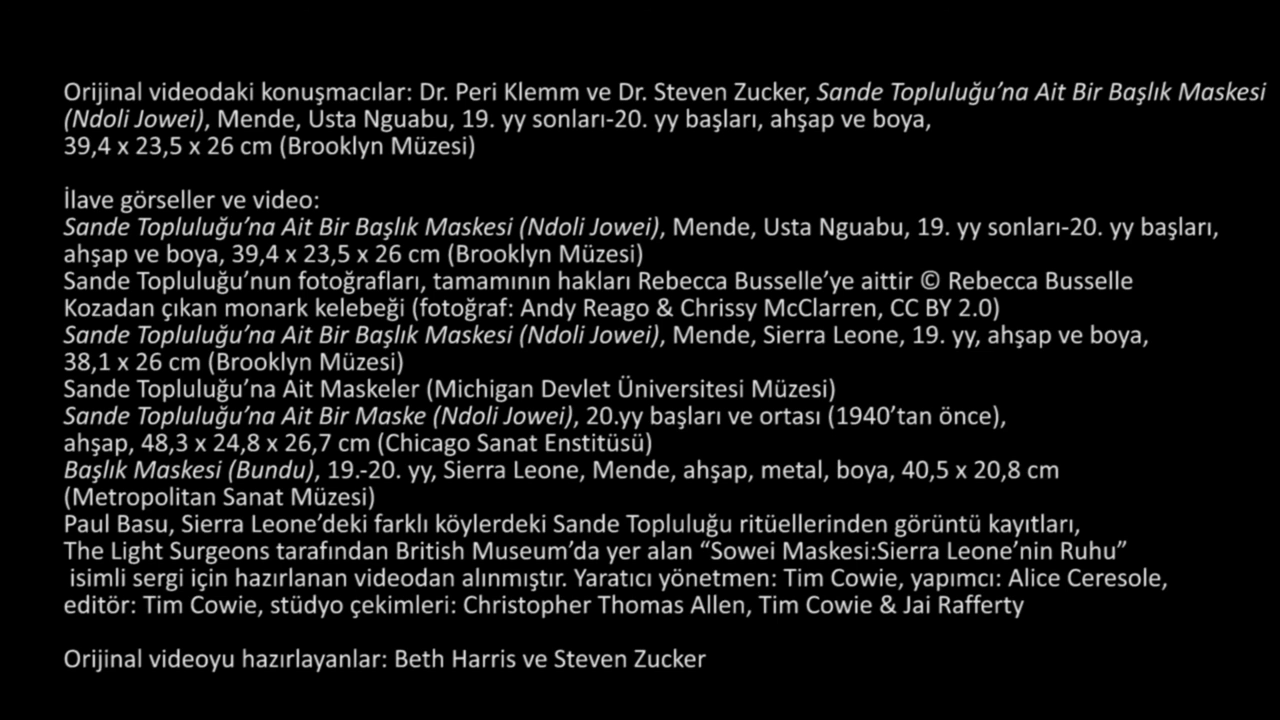 Orijinal videodaki konuşmacılar: Dr. Peri Klemm ve Dr. Steven Zucker, Sande Topluluğu’na Ait Bir Başlık Maskesi
(Ndoli Jowei), Mende, Usta Nguabu, 19. yy sonları-20. yy başları, ahşap ve boya,
39,4 x 23,5 x 26 cm (Brooklyn Müzesi)
İlave görseller ve video:
Sande Topluluğu’na Ait Bir Başlık Maskesi (Ndoli Jowei), Mende, Usta Nguabu, 19. yy sonları-20. yy başları,
ahşap ve boya, 39,4 x 23,5 x 26 cm (Brooklyn Müzesi)
Sande Topluluğu’nun fotoğrafları, tamamının hakları Rebecca Busselle’ye aittir © Rebecca Busselle
Kozadan çıkan monark kelebeği (fotoğraf: Andy Reago & Chrissy McClarren, CC BY 2.0)
Sande Topluluğu’na Ait Bir Başlık Maskesi (Ndoli Jowei), Mende, Sierra Leone, 19. yy, ahşap ve boya,
38,1 x 26 cm (Brooklyn Müzesi)
Sande Topluluğu’na Ait Maskeler (Michigan Devlet Üniversitesi Müzesi)
Sande Topluluğu’na Ait Bir Maske (Ndoli Jowei), 20.yy başları ve ortası (1940’tan önce),
ahşap, 48,3 x 24,8 x 26,7 cm (Chicago Sanat Enstitüsü)
Başlık Maskesi (Bundu), 19.-20. yy, Sierra Leone, Mende, ahşap, metal, boya, 40,5 x 20,8 cm
(Metropolitan Sanat Müzesi)
Paul Basu, Sierra Leone’deki farklı köylerdeki Sande Topluluğu ritüellerinden görüntü kayıtları,
The Light Surgeons tarafından British Museum’da yer alan “Sowei Maskesi:Sierra Leone’nin Ruhu”
isimli sergi için hazırlanan videodan alınmıştır. Yaratıcı yönetmen: Tim Cowie, yapımcı: Alice Ceresole,
editör: Tim Cowie, stüdyo çekimleri: Christopher Thomas Allen, Tim Cowie & Jai Rafferty
Orijinal videoyu hazırlayanlar: Beth Harris ve Steven Zucker